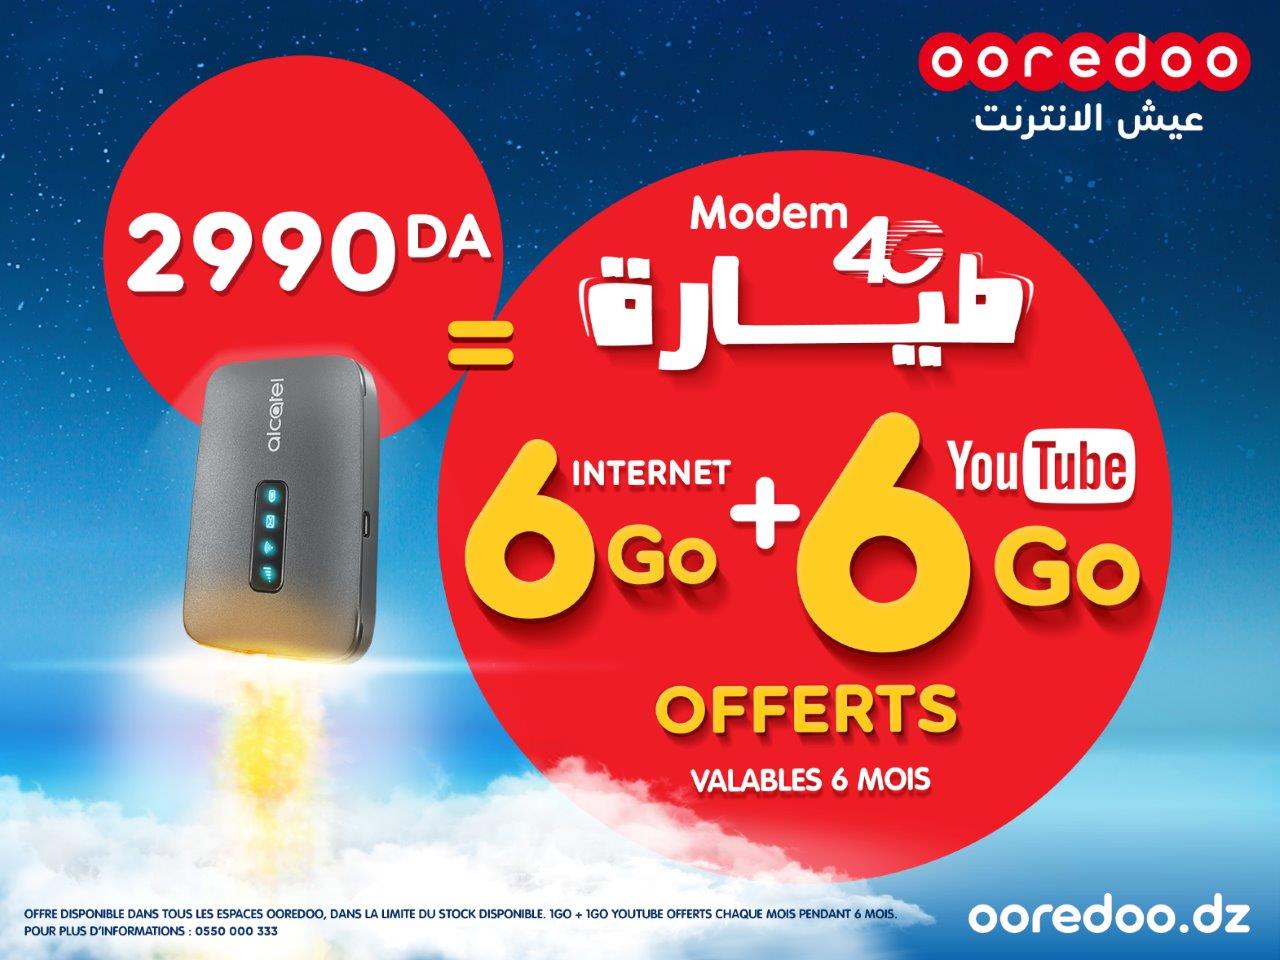 ooredoo
عيش الانترنت
2990 DA
=
Modem 4G
طيارة
6 Go INTERNET + 6 Go YouTube
OFFERTS
VALABLES 6 MOIS
alcatel
OFFRE DISPONIBLE DANS TOUS LES ESPACES OOREDOO, DANS LA LIMITE DU STOCK DISPONIBLE. 1GO + 1GO YOUTUBE OFFERTS CHAQUE MOIS PENDANT 6 MOIS.
POUR PLUS D'INFORMATIONS : 0550 000 333
ooredoo.dz